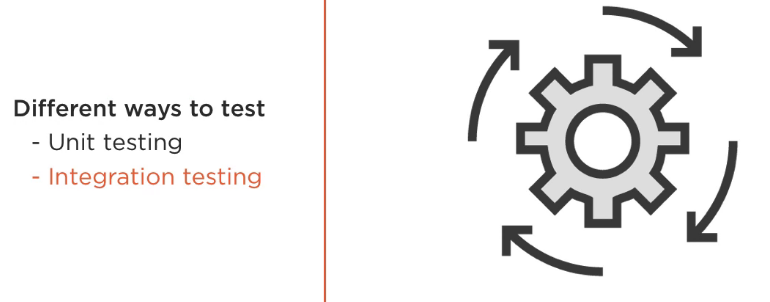 Different ways to test
- Unit testing
- Integration testing